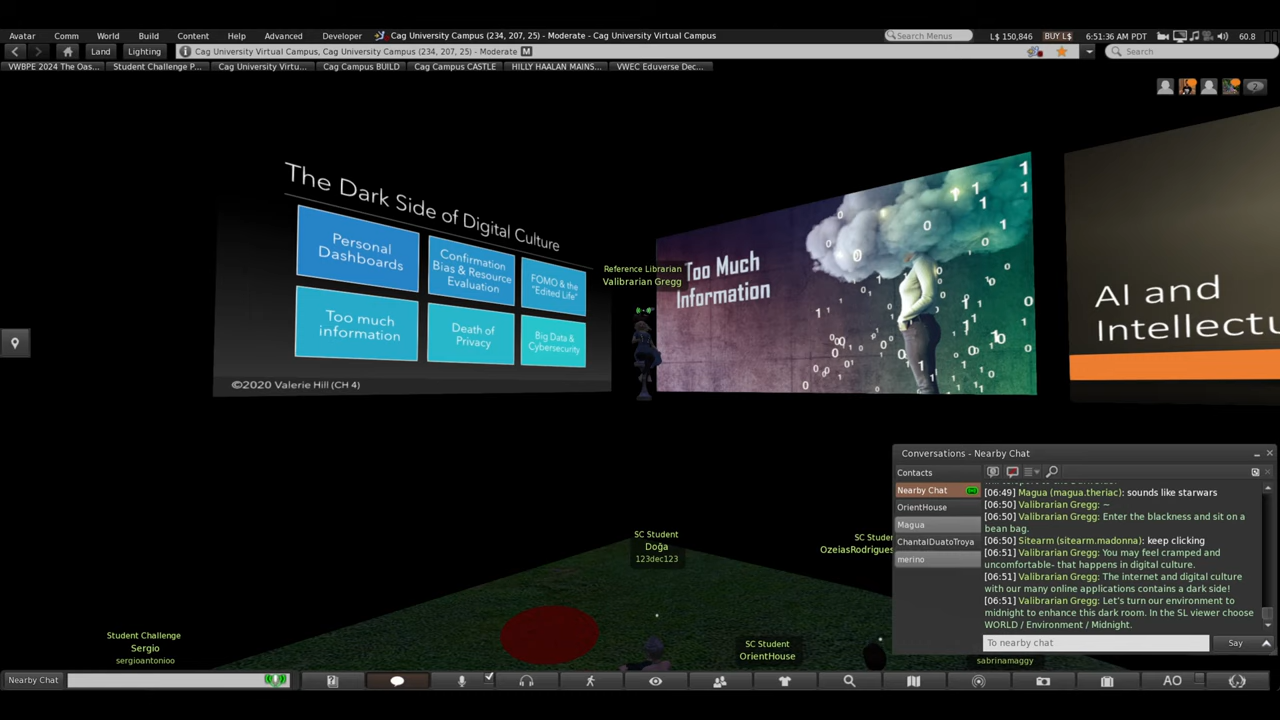 Avatar Comm World Build Content Help Advanced Developer Cag University Virtual Campus, Cag University Campus (234, 207, 25) - Moderate - Cag University Virtual Campus Search Menus L$ 150,846 BUY L$ 6:51:36 AM PDT 60.8
Land Lighting Cag University Virtual Campus, Cag University Campus (234, 207, 25) - Moderate M Search
VWBPE 2024 The Oas... Student Challenge P... Cag University Virtu... Cag Campus BUILD Cag Campus CASTLE HILLY HAALAN MAINS... VWEC Eduverse Dec...
The Dark Side of Digital Culture
Personal
Dashboards
Confirmation
Bias & Resource
Evaluation
FOMO & the
"Edited Life"
Too much
information
Death of
Privacy
Big Data &
Cybersecurity
©2020 Valerie Hill (CH 4)
Reference Librarian
Valibrarian Gregg
Too Much
Information
AI and
Intellectu
Conversations - Nearby Chat
Contacts
Nearby Chat
OrientHouse
Magua
ChantalDuatoTroya
merino
[06:49] Magua (magua.theriac): sounds like starwars
[06:50] Valibrarian Gregg: ~
[06:50] Valibrarian Gregg: Enter the blackness and sit on a
bean bag.
[06:50] Sitearm (sitearm.madonna): keep clicking
[06:51] Valibrarian Gregg: You may feel cramped and
uncomfortable- that happens in digital culture.
[06:51] Valibrarian Gregg: The internet and digital culture
with our many online applications contains a dark side!
[06:51] Valibrarian Gregg: Let's turn our environment to
midnight to enhance this dark room. In the SL viewer choose
WORLD / Environment / Midnight.
To nearby chat Say
SC Student
Doğa
123dec123
SC Stude
OzeiasRodrigues
Student Challenge
Sergio
sergioantonioo
SC Student
OrientHouse
sabrinamaggy
Nearby Chat
AO